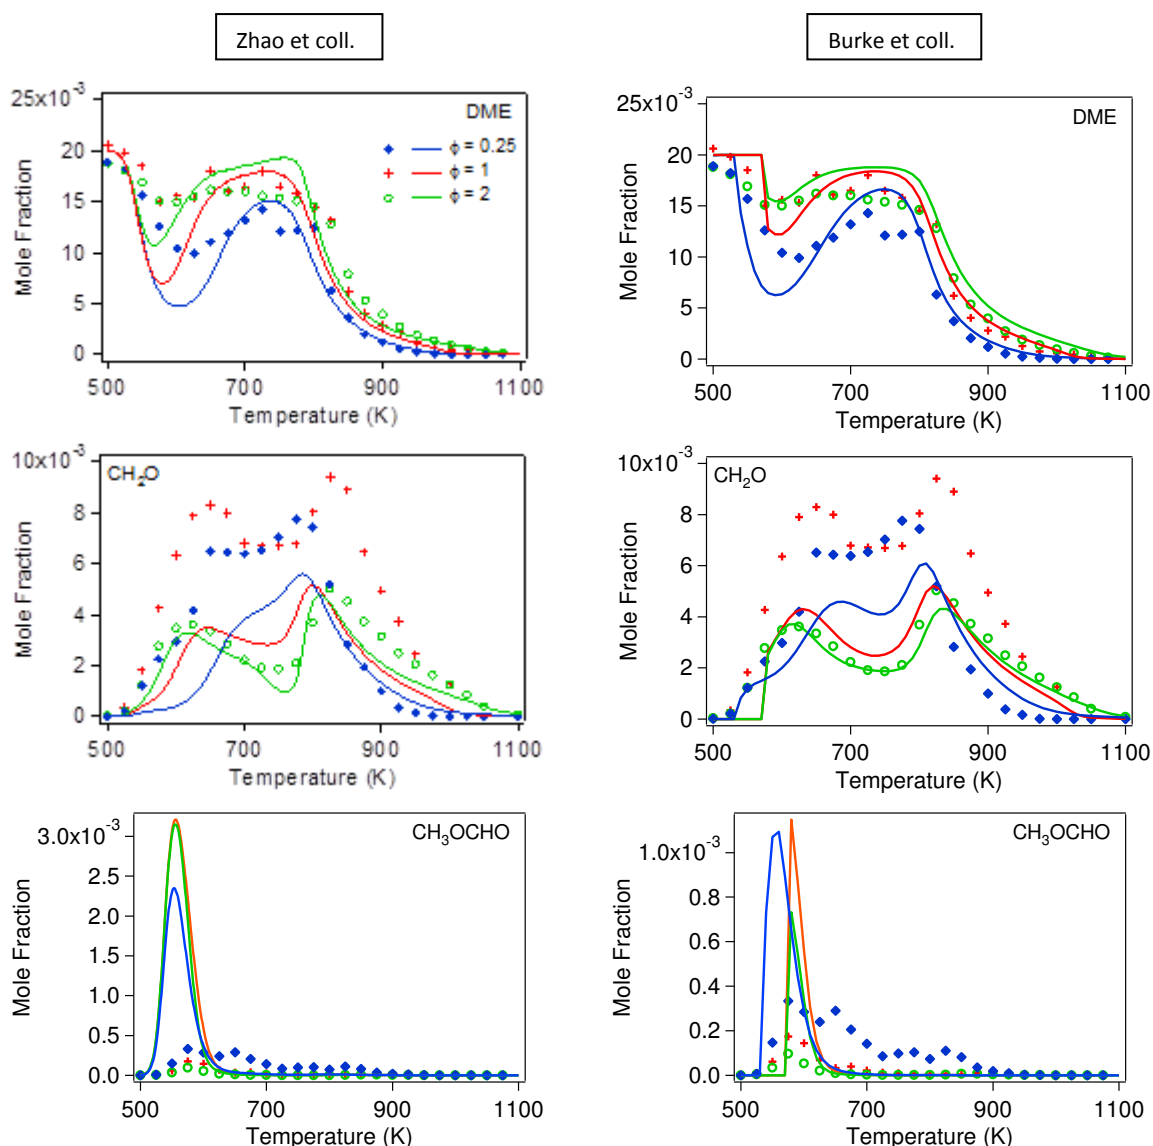 Zhao et coll.
Burke et coll.
25x10⁻³
20
15
10
5
0
Mole Fraction
DME
ϕ = 0.25
ϕ = 1
ϕ = 2
500 700 900 1100
Temperature (K)
25x10⁻³
20
15
10
5
0
Mole Fraction
DME
500 700 900 1100
Temperature (K)
10x10⁻³
8
6
4
2
0
Mole Fraction
CH₂O
500 700 900 1100
Temperature (K)
10x10⁻³
8
6
4
2
0
Mole Fraction
CH₂O
500 700 900 1100
Temperature (K)
3.0x10⁻³
2.5
2.0
1.5
1.0
0.5
0.0
Mole Fraction
CH₃OCHO
500 700 900 1100
Temperature (K)
1.0x10⁻³
0.8
0.6
0.4
0.2
0.0
Mole Fraction
CH₃OCHO
500 700 900 1100
Temperature (K)